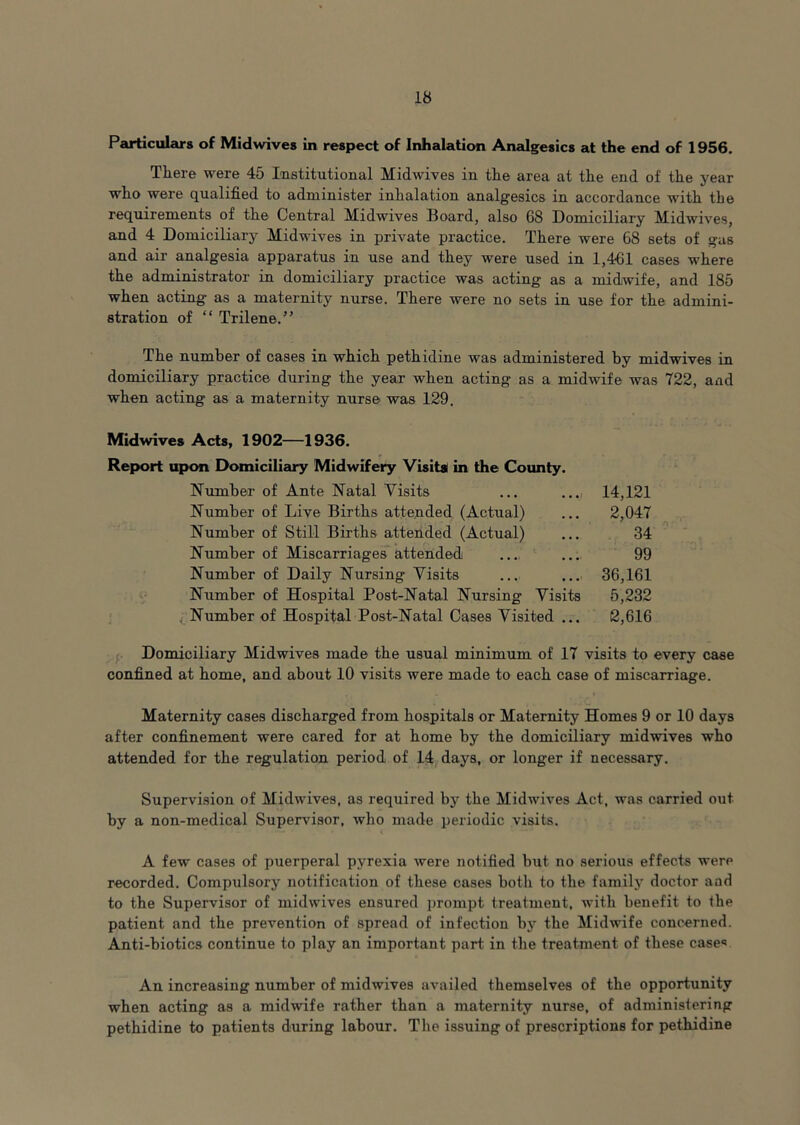 18
Particulars of Midwives in respect of Inhalation Analgesics at the end of 1956.
There were 45 Institutional Midwives in the area at the end of the year
who were qualified to administer inhalation analgesics in accordance with the
requirements of the Central Midwives Board, also 68 Domiciliary Midwives,
and 4 Domiciliary Midwives in private practice. There were 68 sets of gas
and air analgesia apparatus in use and they were used in 1,461 cases where
the administrator in domiciliary practice was acting as a midwife, and 185
when acting as a maternity nurse. There were no sets in use for the admini-
stration of “ Trilene.”
The number of cases in which pethidine was administered by midwives in
domiciliary practice during the year when acting as a midwife was 722, and
when acting as a maternity nurse was 129.
Midwives Acts, 1902—1936.
Report upon Domiciliary Midwifery Visits in the County.
Number of Ante Natal Visits ... ... 14,121
Number of Live Births attended (Actual) ... 2,047
Number of Still Births attended (Actual) ... 34
Number of Miscarriages attended ... ... 99
Number of Daily Nursing Visits ... ... 36,161
Number of Hospital Post-Natal Nursing Visits 5,232
Number of Hospital Post-Natal Cases Visited ... 2,616
Domiciliary Midwives made the usual minimum of 17 visits to every case
confined at home, and about 10 visits were made to each case of miscarriage.
Maternity cases discharged from hospitals or Maternity Homes 9 or 10 days
after confinement were cared for at home by the domiciliary midwives who
attended for the regulation period of 14 days, or longer if necessary.
Supervision of Midwives, as required by the Midwives Act, was carried out
by a non-medical Supervisor, who made periodic visits.
A few cases of puerperal pyrexia were notified but no serious effects were
recorded. Compulsory notification of these cases both to the family doctor and
to the Supervisor of midwives ensured prompt treatment, with benefit to the
patient and the prevention of spread of infection by the Midwife concerned.
Anti-biotics continue to play an important part in the treatment of these cases.
An increasing number of midwives availed themselves of the opportunity
when acting as a midwife rather than a maternity nurse, of administering
pethidine to patients during labour. The issuing of prescriptions for pethidine